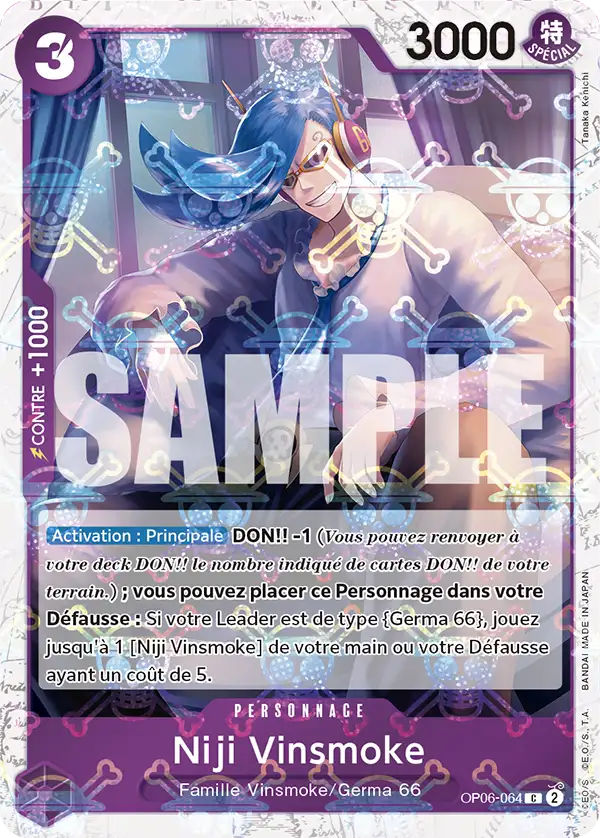 3
3000
特
SPÉCIAL
Tanaka Kenichi
CONTRE +1000
SAMPLE
Activation : Principale DON!! -1 (Vous pouvez renvoyer à
votre deck DON!! le nombre indiqué de cartes DON!! de votre
terrain.) ; vous pouvez placer ce Personnage dans votre
Défausse : Si votre Leader est de type {Germa 66}, jouez
jusqu'à 1 [Niji Vinsmoke] de votre main ou votre Défausse
ayant un coût de 5.
PERSONNAGE
Niji Vinsmoke
Famille Vinsmoke/Germa 66
OP06-064 C 2
©E.O/S. ©E.O./S., T.A. BANDAI MADE IN JAPAN